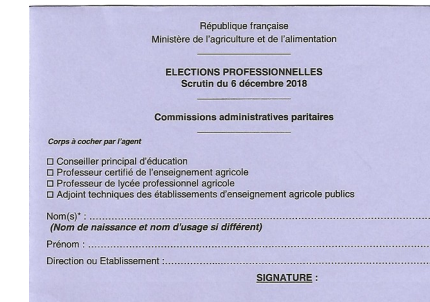 République française
Ministère de l'agriculture et de l'alimentation
ELECTIONS PROFESSIONNELLES
Scrutin du 6 décembre 2018
Commissions administratives paritaires
Corps à cocher par l'agent
☐ Conseiller principal d'éducation
☐ Professeur certifié de l'enseignement agricole
☐ Professeur de lycée professionnel agricole
☐ Adjoint techniques des établissements d'enseignement agricole publics
Nom(s)* : ........................................................................
(Nom de naissance et nom d'usage si différent)
Prénom : ........................................................................
Direction ou Etablissement :........................................................
SIGNATURE :